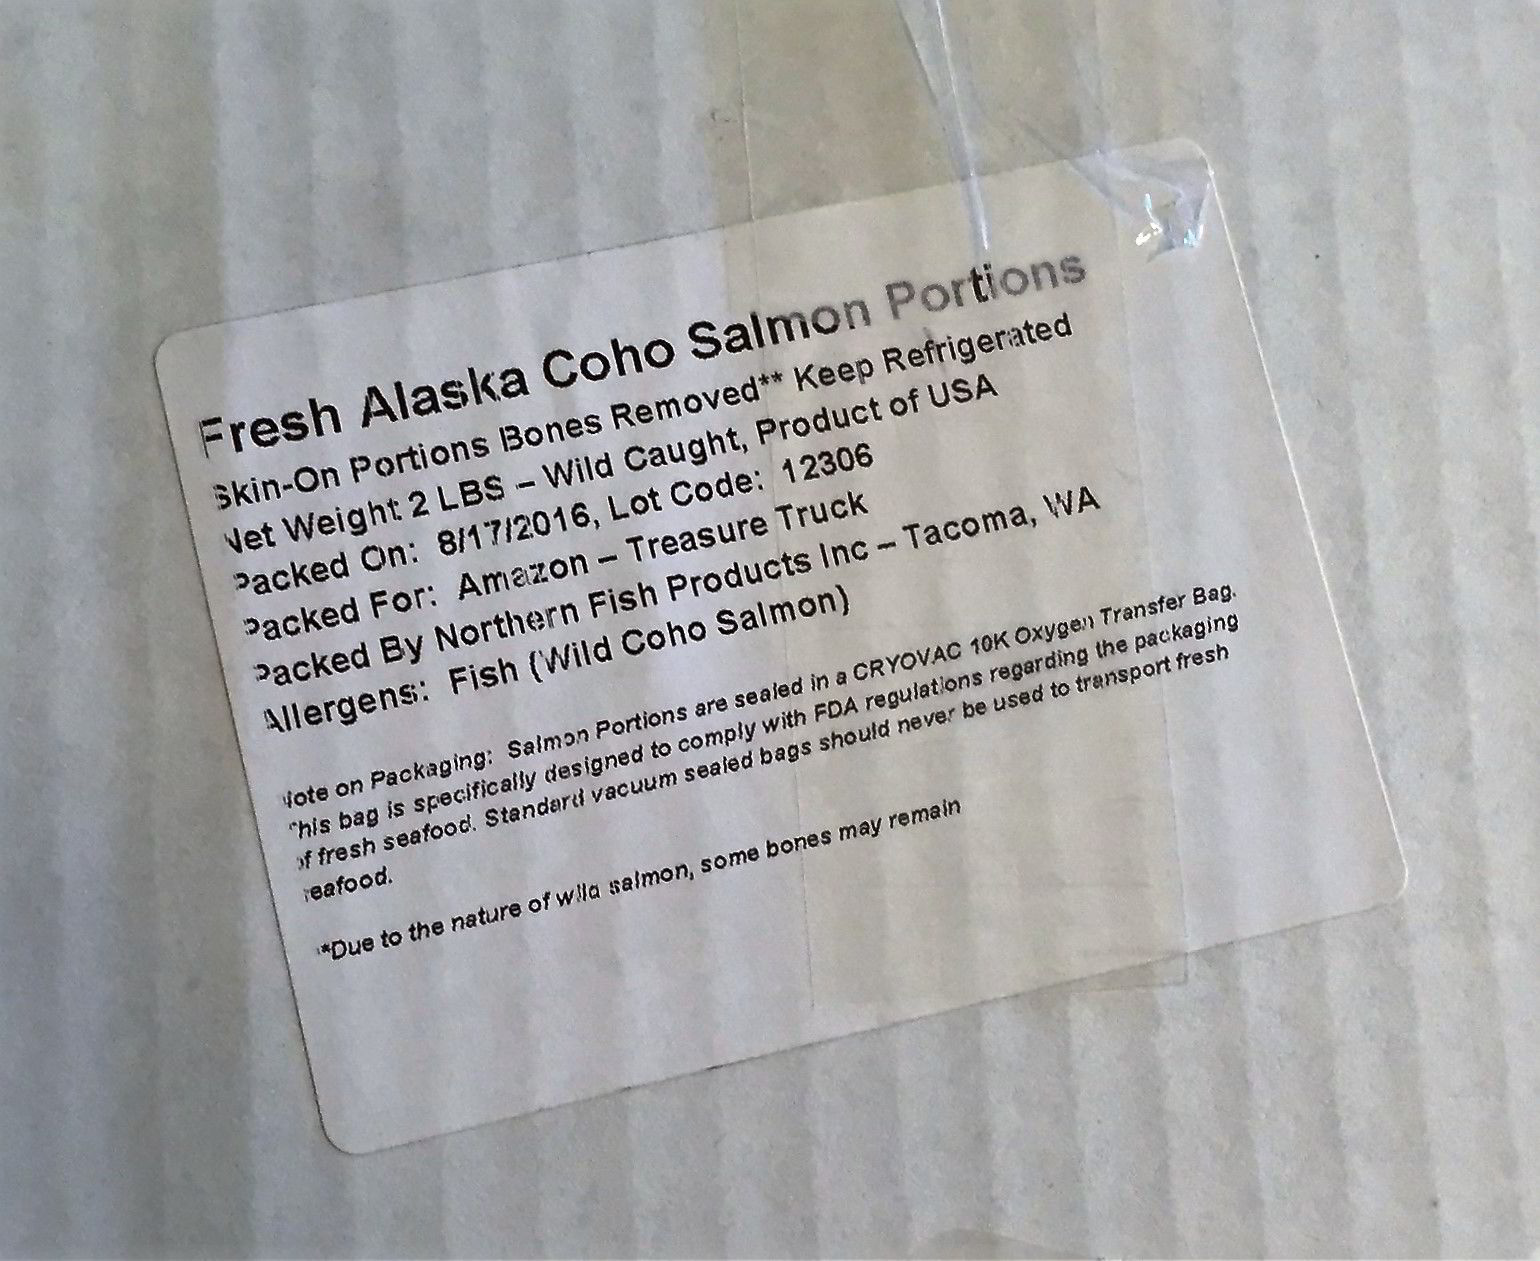 Fresh Alaska Coho Salmon Portions
Skin-On Portions Bones Removed** Keep Refrigerated
Net Weight 2 LBS – Wild Caught, Product of USA
Packed On: 8/17/2016, Lot Code: 12306
Packed For: Amazon – Treasure Truck
Packed By Northern Fish Products Inc – Tacoma, WA
Allergens: Fish (Wild Coho Salmon)
Note on Packaging: Salmon Portions are sealed in a CRYOVAC 10K Oxygen Transfer Bag.
This bag is specifically designed to comply with FDA regulations regarding the packaging
of fresh seafood. Standard vacuum sealed bags should never be used to transport fresh
seafood.
**Due to the nature of wild salmon, some bones may remain